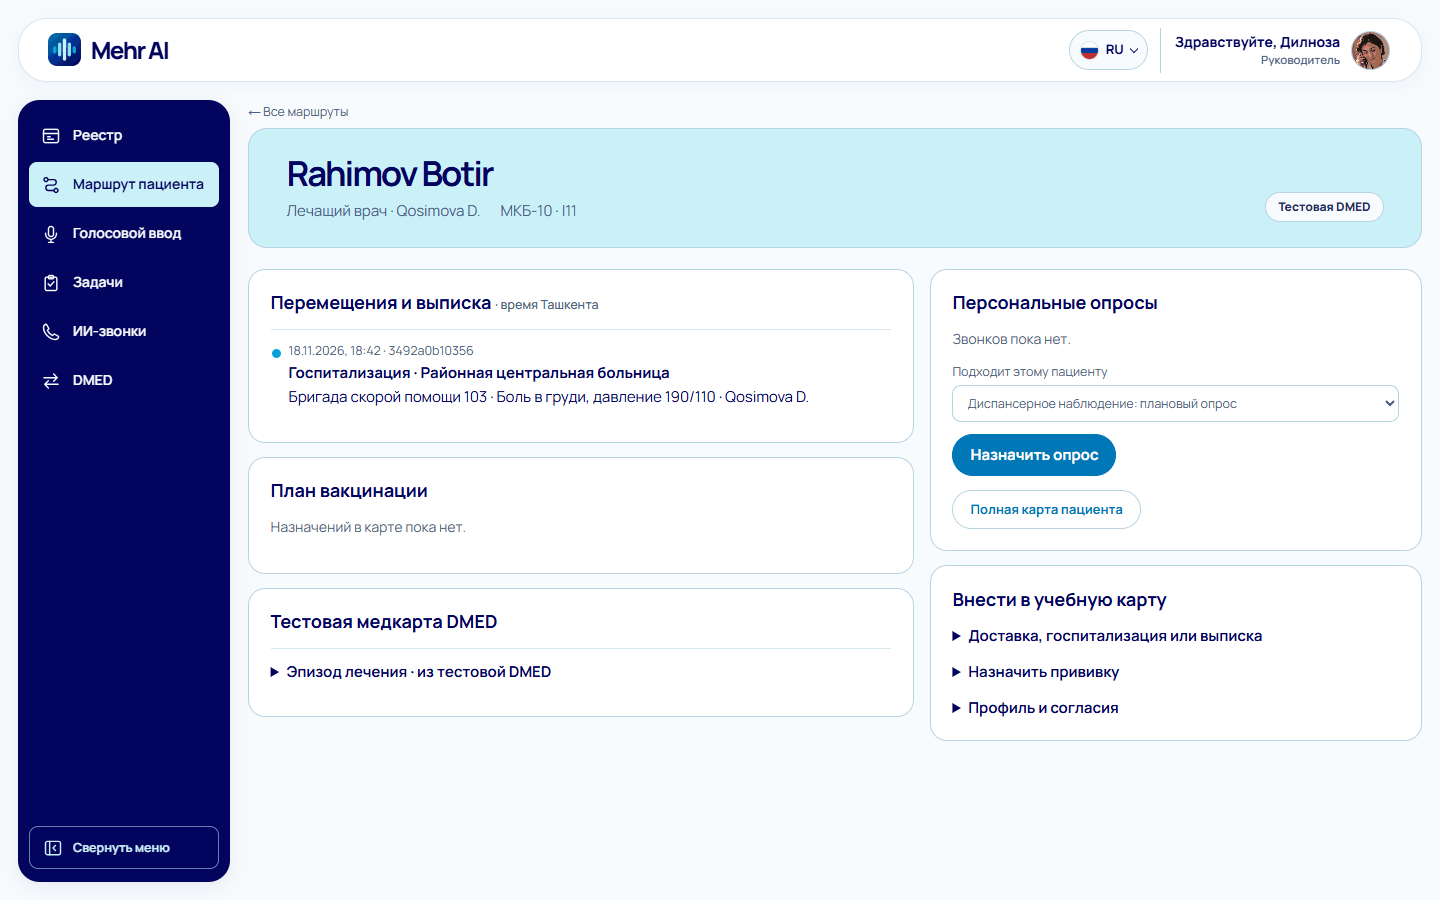 Mehr AI
RU
Здравствуйте, Дилноза
Руководитель
Реестр
Маршрут пациента
Голосовой ввод
Задачи
ИИ-звонки
DMED
Свернуть меню
← Все маршруты
Rahimov Botir
Лечащий врач · Qosimova D. МКБ-10 · I11
Тестовая DMED
Перемещения и выписка · время Ташкента
18.11.2026, 18:42 · 3492a0b10356
Госпитализация · Районная центральная больница
Бригада скорой помощи 103 · Боль в груди, давление 190/110 · Qosimova D.
План вакцинации
Назначений в карте пока нет.
Тестовая медкарта DMED
Эпизод лечения · из тестовой DMED
Персональные опросы
Звонков пока нет.
Подходит этому пациенту
Диспансерное наблюдение: плановый опрос
Назначить опрос
Полная карта пациента
Внести в учебную карту
Доставка, госпитализация или выписка
Назначить прививку
Профиль и согласия